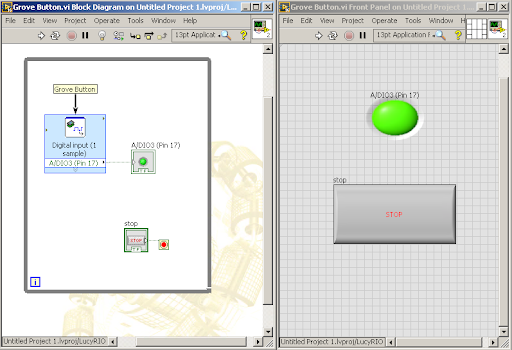 Grove Button.vi Block Diagram on Untitled Project 1.lvproj/Luc
File Edit View Project Operate Tools Window Help
13pt Applicat
Grove Button
Digital input (1
sample)
A/DIO3 (Pin 17)
A/DIO3 (Pin 17)
stop
STOP
i
Untitled Project 1.lvproj/LucyRIO
Grove Button.vi Front Panel on Untitled Project 1.lvproj/Lu
File Edit View Project Operate Tools Window
13pt Application F
A/DIO3 (Pin 17)
stop
STOP
Untitled Project 1.lvproj/LucyRIO